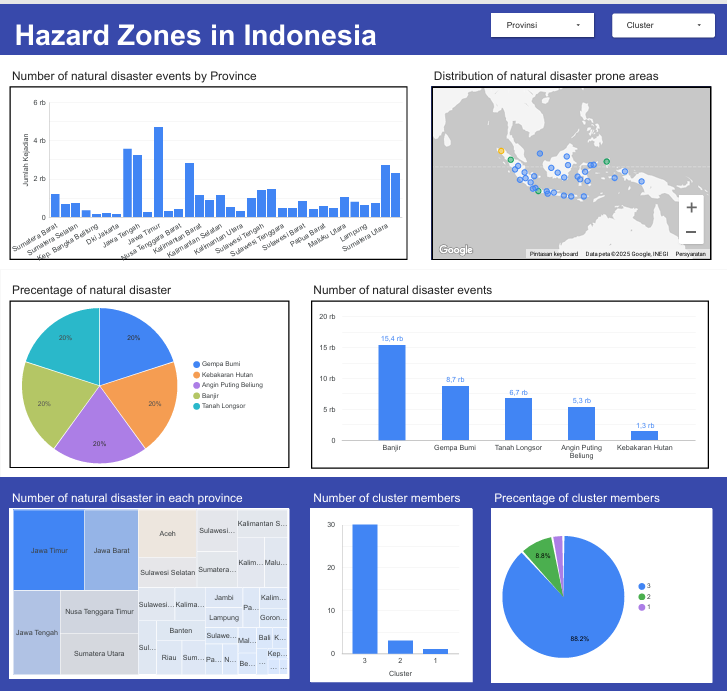 Hazard Zones in Indonesia
Provinsi
Cluster
Number of natural disaster events by Province
Jumlah Kejadian
6 rb
4 rb
2 rb
0
Sumatera Barat
Sumatera Selatan
Kep. Bangka Belitung
Dki Jakarta
Jawa Tengah
Jawa Timur
Nusa Tenggara Barat
Kalimantan Barat
Kalimantan Selatan
Kalimantan Utara
Sulawesi Tengah
Sulawesi Tenggara
Sulawesi Barat
Papua Barat
Maluku Utara
Lampung
Sumatera Utara
Distribution of natural disaster prone areas
+
−
Google
Pintasan keyboard
Data peta ©2025 Google, INEGI
Persyaratan
Precentage of natural disaster
20%
20%
20%
20%
20%
Gempa Bumi
Kebakaran Hutan
Angin Puting Beliung
Banjir
Tanah Longsor
Number of natural disaster events
20 rb
15 rb
10 rb
5 rb
0
15,4 rb
8,7 rb
6,7 rb
5,3 rb
1,3 rb
Banjir
Gempa Bumi
Tanah Longsor
Angin Puting
Beliung
Kebakaran Hutan
Number of natural disaster in each province
Jawa Timur
Jawa Barat
Jawa Tengah
Nusa Tenggara Timur
Sumatera Utara
Aceh
Sulawesi Selatan
Sulawesi...
Kalimantan S...
Sumatera...
Kalim...
Malu...
Sulawesi...
Kalima...
Jambi
Lampung
Pa...
Kalim...
Goron...
Sul...
Banten
Riau
Sum...
Sulawe...
Pa...
N...
Mal...
Be...
Bali
K...
Kep...
...
...
...
Number of cluster members
30
20
10
0
3
2
1
Cluster
Precentage of cluster members
8.8%
88.2%
3
2
1